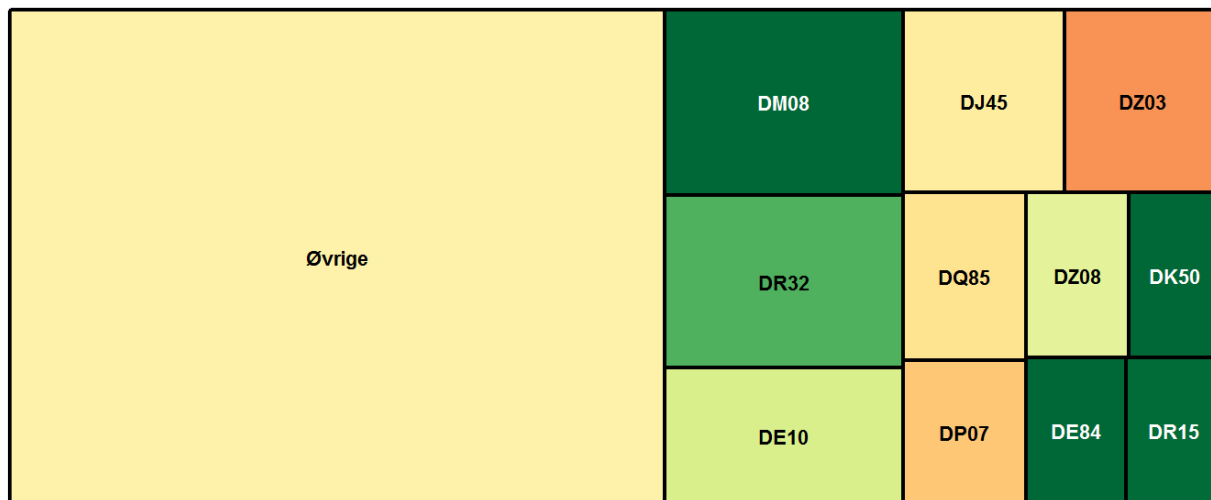 Øvrige
DM08
DR32
DE10
DJ45
DZ03
DQ85
DZ08
DK50
DP07
DE84
DR15